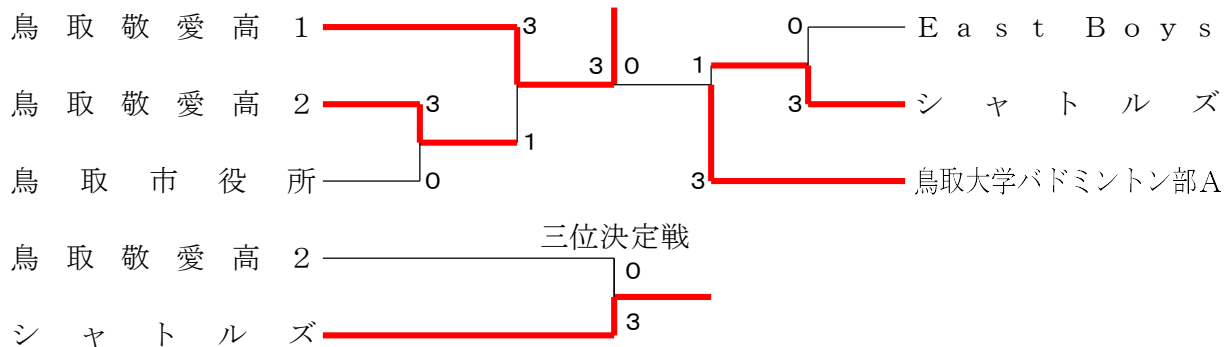 鳥取敬愛高1 3 0 East Boys
3 0 1
鳥取敬愛高2 3 3 シャトルズ
1
鳥取市役所 0 3 鳥取大学バドミントン部A
三位決定戦
鳥取敬愛高2 0
シャトルズ 3